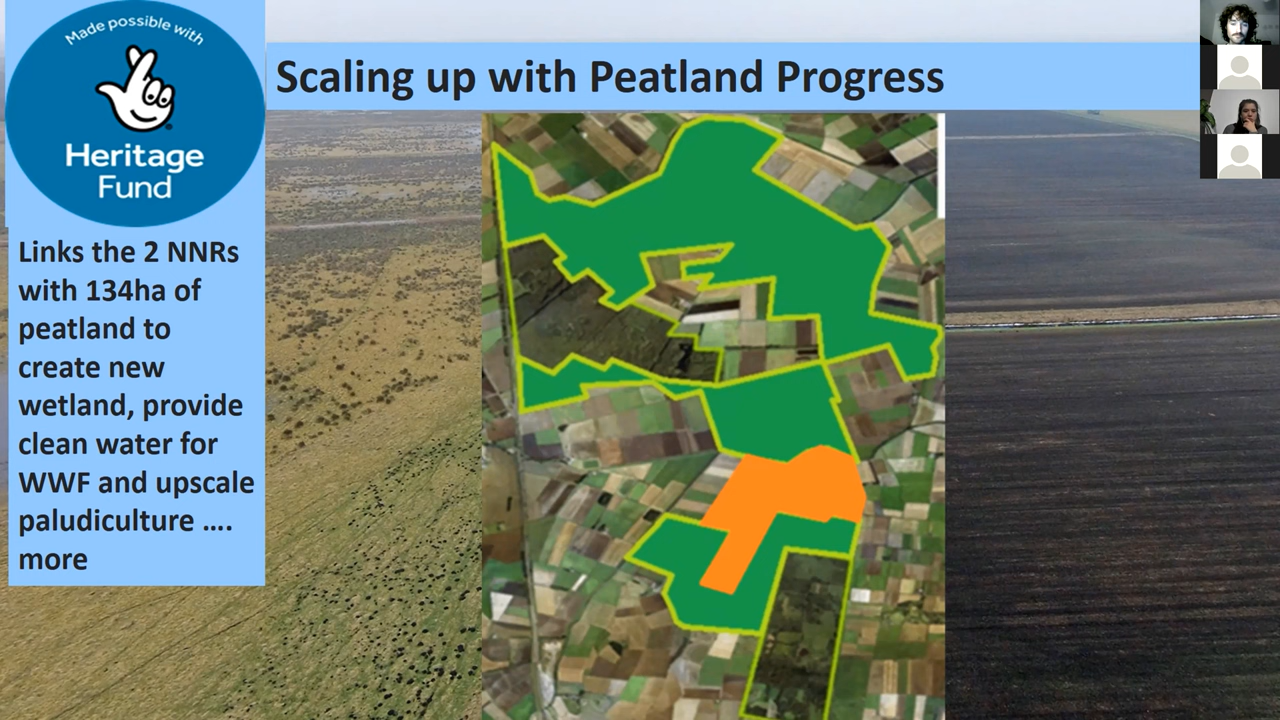 Made possible with
Heritage
Fund
Scaling up with Peatland Progress
Links the 2 NNRs
with 134ha of
peatland to
create new
wetland, provide
clean water for
WWF and upscale
paludiculture ....
more